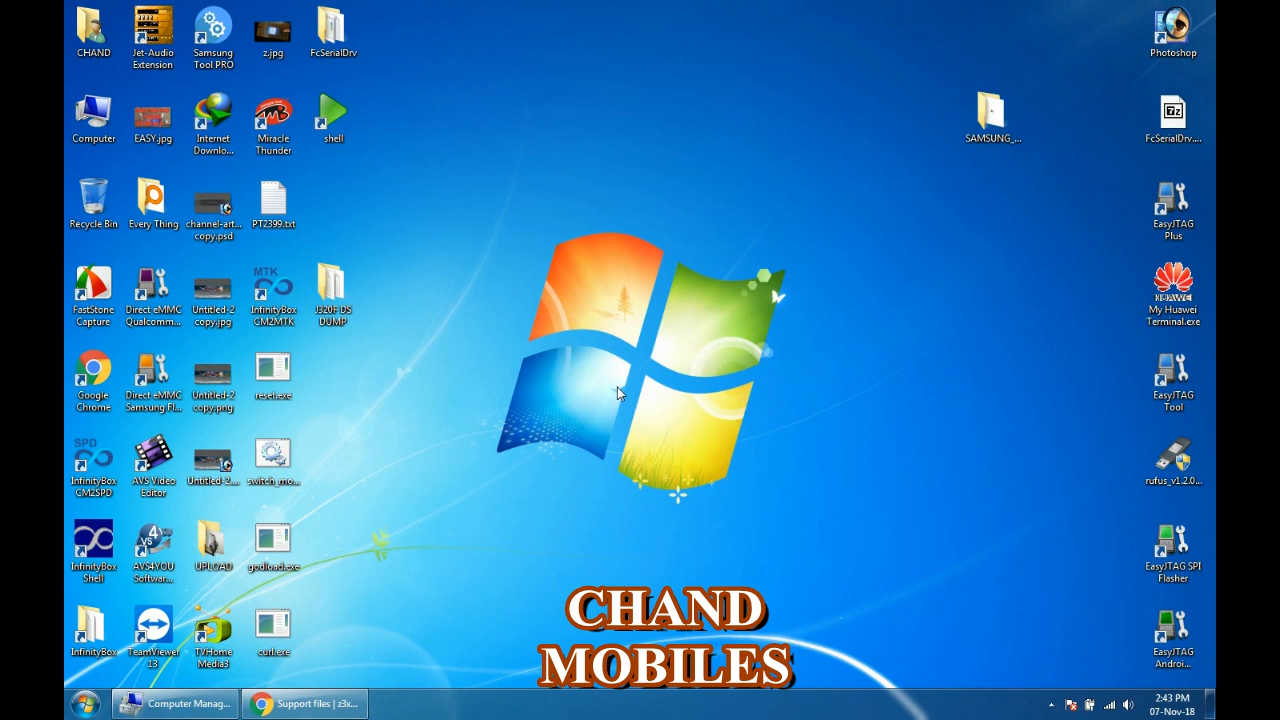 CHAND
Jet-Audio
Extension
Samsung
Tool PRO
z.jpg
FcSerialDrv
Photoshop
Computer
EASY.jpg
Internet
Downlo...
Miracle
Thunder
shell
SAMSUNG_...
7z
FcSerialDrv....
Recycle Bin
Every Thing
channel-art...
copy.psd
PT2399.txt
EasyJTAG
Plus
FastStone
Capture
Direct eMMC
Qualcomm...
Untitled-2
copy.jpg
MTK
InfinityBox
CM2MTK
J320F DS
DUMP
HUAWEI
My Huawei
Terminal.exe
Google
Chrome
Direct eMMC
Samsung Fl...
Untitled-2
copy.png
reset.exe
EasyJTAG
Tool
SPD
InfinityBox
CM2SPD
AVS Video
Editor
Untitled-2....
switch_mo...
rufus_v1.2.0...
InfinityBox
Shell
VS4
AVS4YOU
Softwar...
UPLOAD
godload.exe
EasyJTAG SPI
Flasher
InfinityBox
TeamViewer
13
TVHome
Media3
curl.exe
EasyJTAG
Androi...
CHAND
MOBILES
Computer Manag...
Support files | z3x...
2:43 PM
07-Nov-18